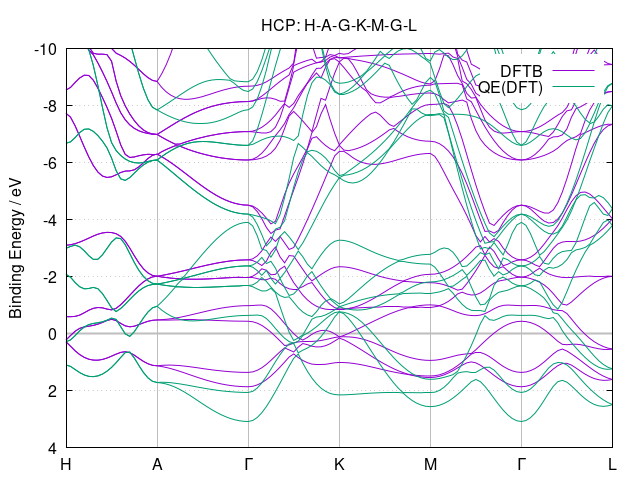 HCP: H-A-G-K-M-G-L
Binding Energy / eV
-10
-8
-6
-4
-2
0
2
4
DFTB
QE(DFT)
H A Γ K M Γ L